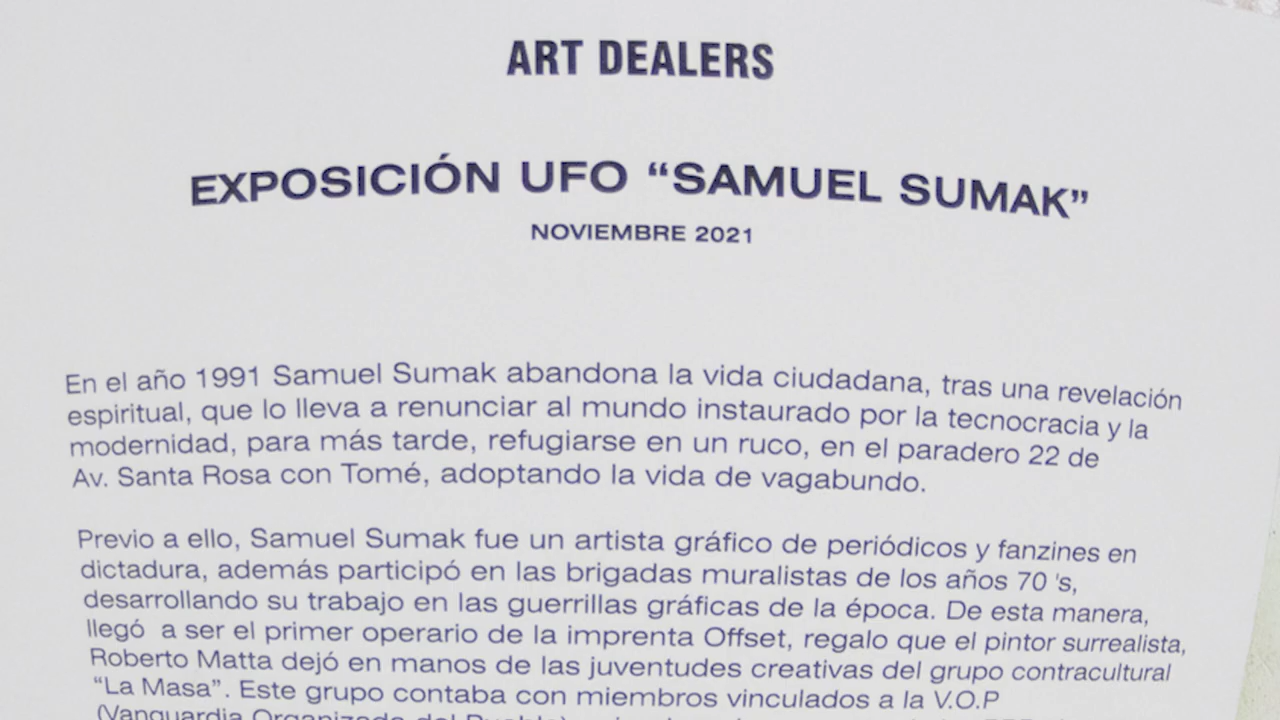 ART DEALERS
EXPOSICIÓN UFO “SAMUEL SUMAK”
NOVIEMBRE 2021
En el año 1991 Samuel Sumak abandona la vida ciudadana, tras una revelación
espiritual, que lo lleva a renunciar al mundo instaurado por la tecnocracia y la
modernidad, para más tarde, refugiarse en un ruco, en el paradero 22 de
Av. Santa Rosa con Tomé, adoptando la vida de vagabundo.
Previo a ello, Samuel Sumak fue un artista gráfico de periódicos y fanzines en
dictadura, además participó en las brigadas muralistas de los años 70 's,
desarrollando su trabajo en las guerrillas gráficas de la época. De esta manera,
llegó  a ser el primer operario de la imprenta Offset, regalo que el pintor surrealista,
Roberto Matta dejó en manos de las juventudes creativas del grupo contracultural
“La Masa”. Este grupo contaba con miembros vinculados a la V.O.P
(Vanguardia Organizada del Pueblo)